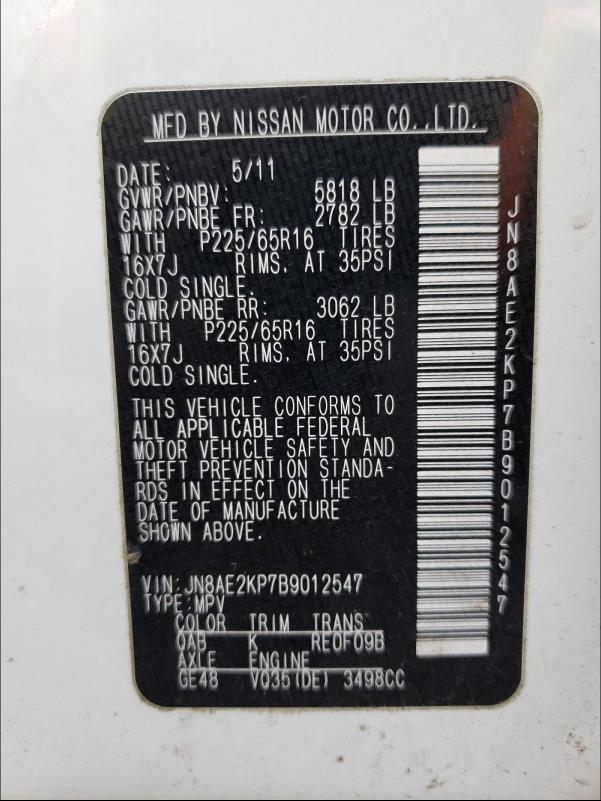 MFD BY NISSAN MOTOR CO.,LTD.
DATE: 5/11
GVWR/PNBV: 5818 LB
GAWR/PNBE FR: 2782 LB
WITH P225/65R16 TIRES
16X7J RIMS, AT 35PSI
COLD SINGLE.
GAWR/PNBE RR: 3062 LB
WITH P225/65R16 TIRES
16X7J RIMS, AT 35PSI
COLD SINGLE.
THIS VEHICLE CONFORMS TO
ALL APPLICABLE FEDERAL
MOTOR VEHICLE SAFETY AND
THEFT PREVENTION STANDA-
RDS IN EFFECT ON THE
DATE OF MANUFACTURE
SHOWN ABOVE.
VIN:JN8AE2KP7B9012547
TYPE:MPV
COLOR TRIM TRANS
QAB K RE0F09B
AXLE ENGINE
GE48 VQ35(DE) 3498CC
JN8AE2KP7B9012547